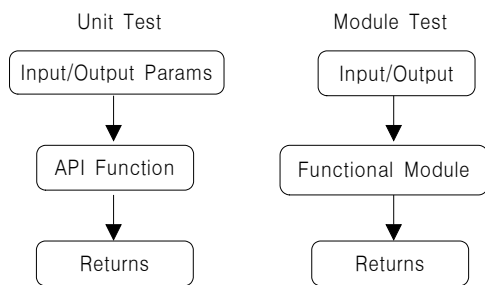 Unit Test
Module Test
Input/Output Params
Input/Output
API Function
Functional Module
Returns
Returns